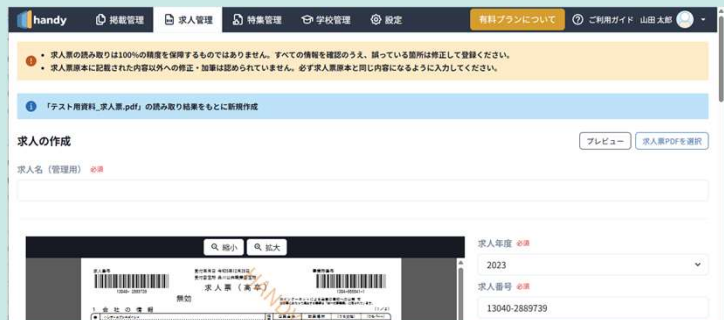 handy 掲載管理 求人管理 特集管理 学校管理 設定 有料プランについて ご利用ガイド 山田 太郎
• 求人票の読み取りは100%の精度を保障するものではありません。すべての情報を確認のうえ、誤っている箇所は修正して登録ください。
• 求人票原本に記載された内容以外への修正・加筆は認められていません。必ず求人票原本と同じ内容になるように入力してください。
「テスト用資料_求人票.pdf」の読み取り結果をもとに新規作成
求人の作成 プレビュー 求人票PDFを選択
求人名（管理用） 必須
縮小 拡大
求人年度 必須
2023
求人番号 必須
13040-2889739
求人票（高卒）
無効
1 会社の情報